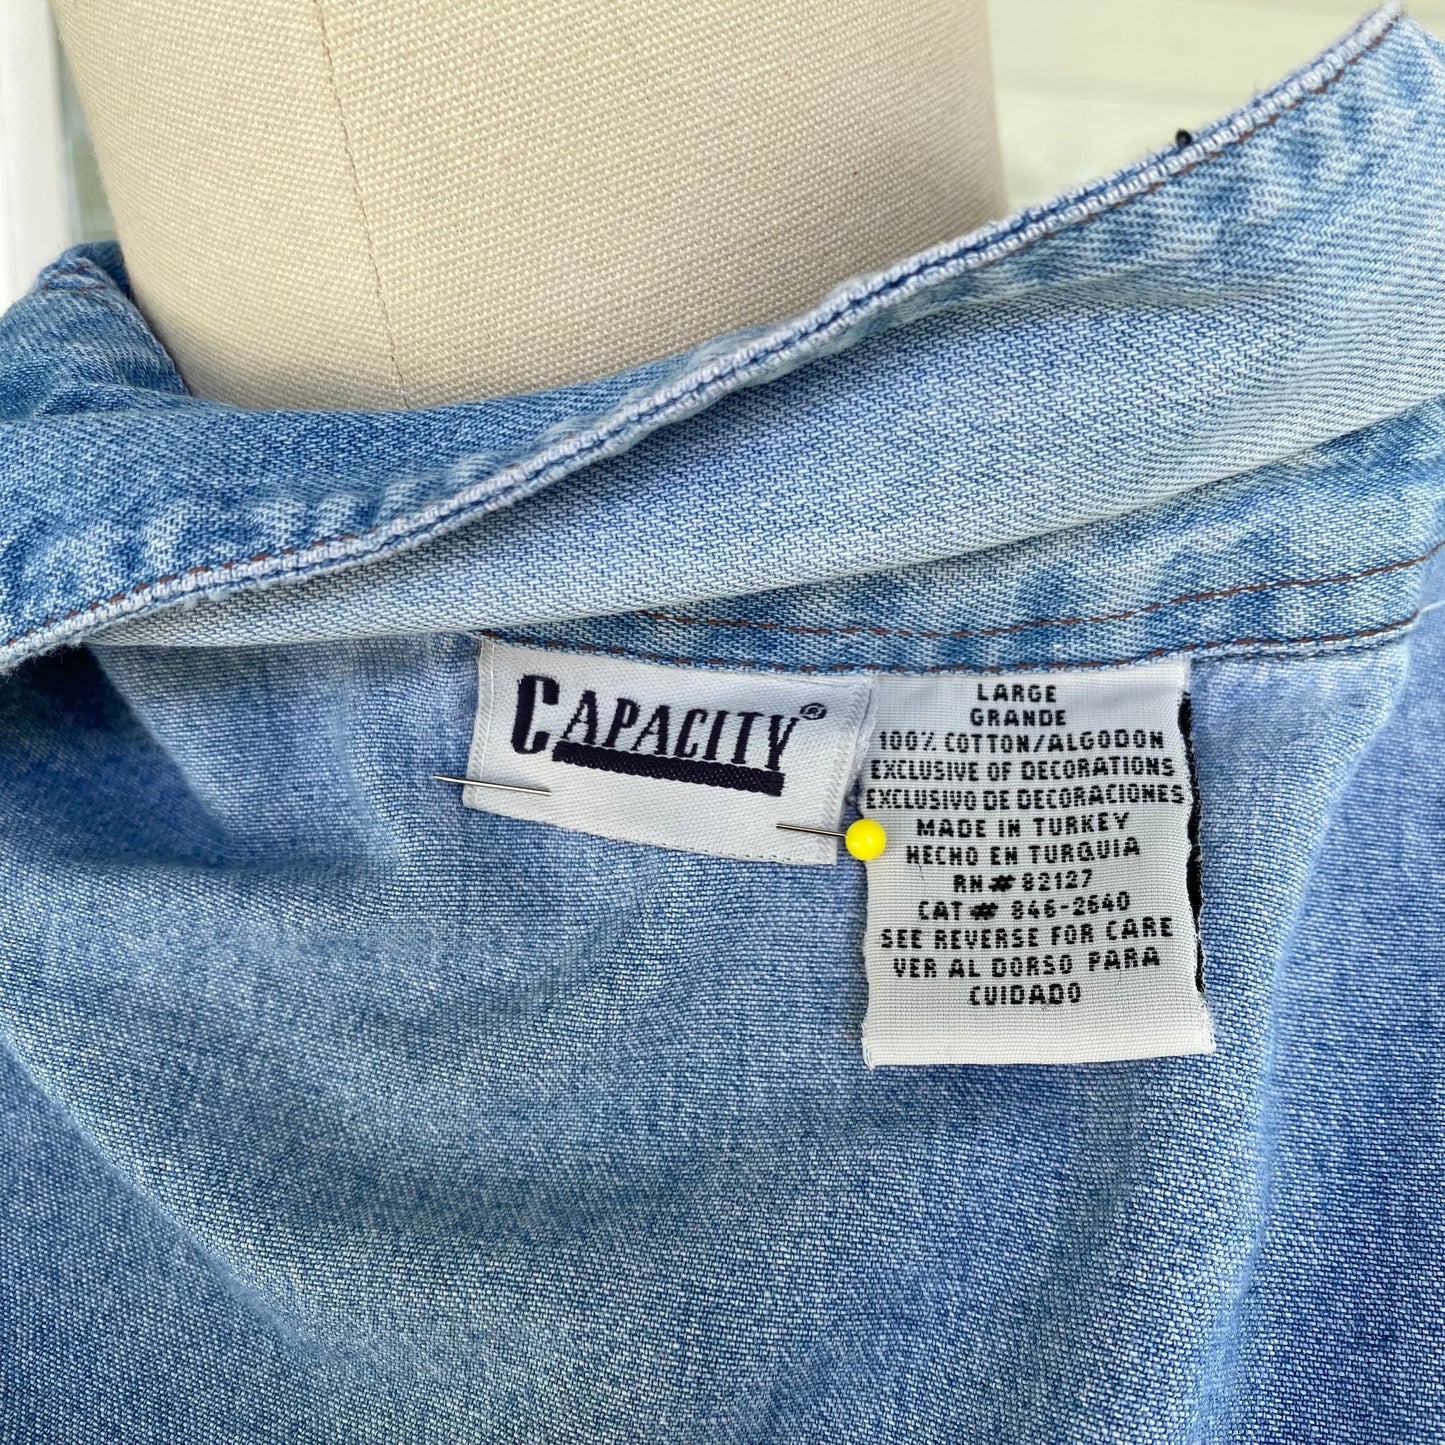 CAPACITY®
LARGE
GRANDE
100% COTTON/ALGODON
EXCLUSIVE OF DECORATIONS
EXCLUSIVO DE DECORACIONES
MADE IN TURKEY
HECHO EN TURQUIA
RN # 82127
CAT # 846-2640
SEE REVERSE FOR CARE
VER AL DORSO PARA
CUIDADO